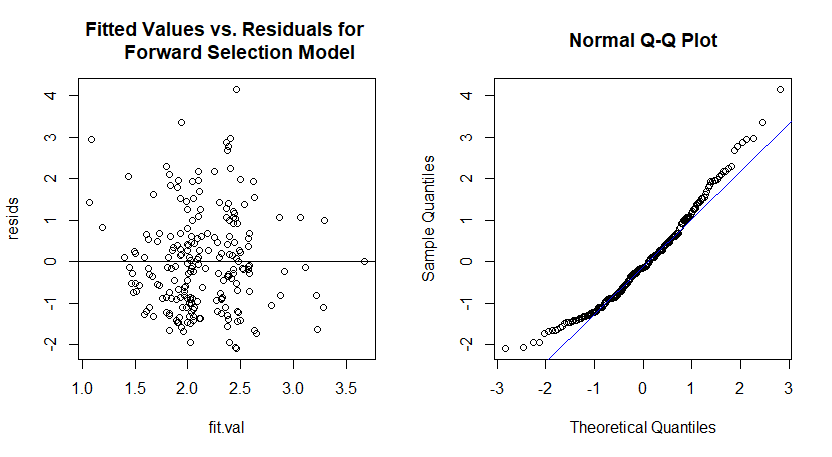 Fitted Values vs. Residuals for
Forward Selection Model
resids
4
3
2
1
0
-1
-2
1.0 1.5 2.0 2.5 3.0 3.5
fit.val
Normal Q-Q Plot
Sample Quantiles
4
3
2
1
0
-1
-2
-3 -2 -1 0 1 2 3
Theoretical Quantiles